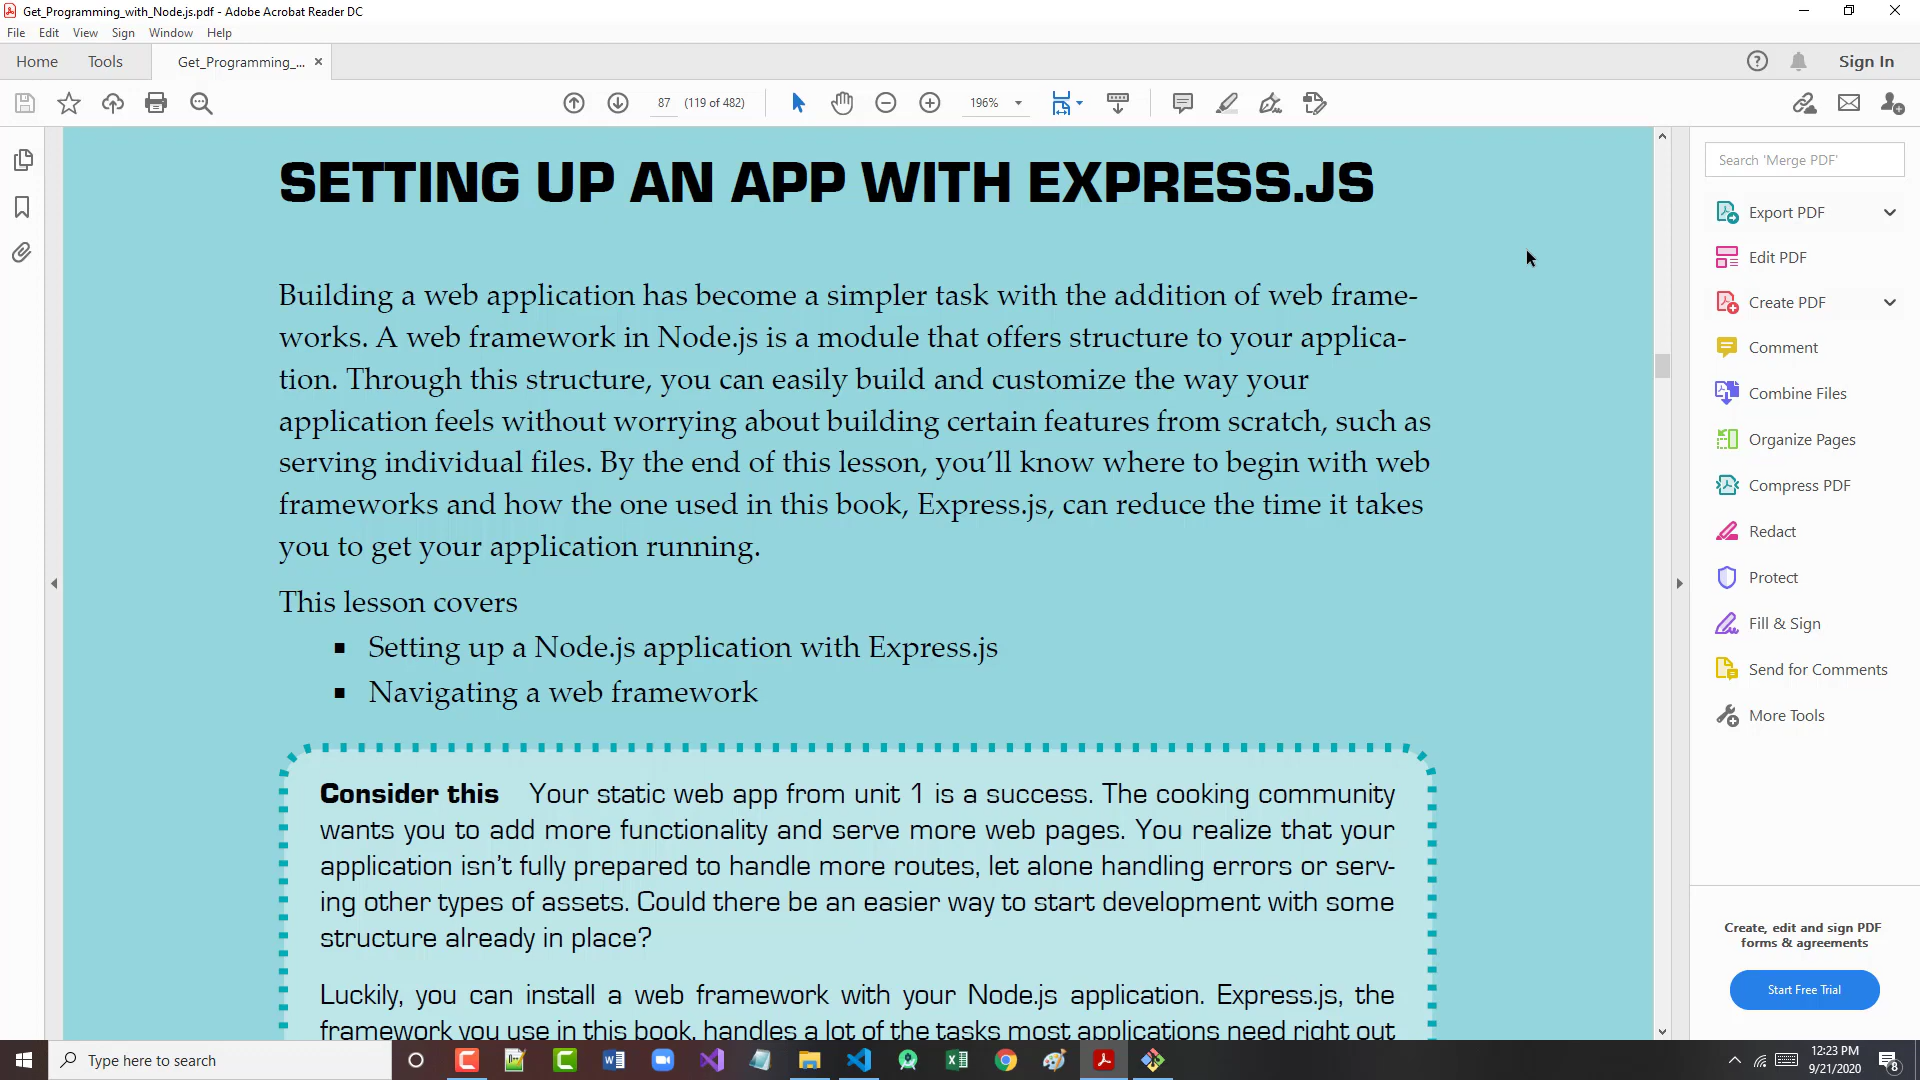 Get_Programming_with_Node.js.pdf - Adobe Acrobat Reader DC
File Edit View Sign Window Help
Home Tools Get_Programming_... × Sign In
87 (119 of 482) 196%
SETTING UP AN APP WITH EXPRESS.JS
Building a web application has become a simpler task with the addition of web frame-
works. A web framework in Node.js is a module that offers structure to your applica-
tion. Through this structure, you can easily build and customize the way your
application feels without worrying about building certain features from scratch, such as
serving individual files. By the end of this lesson, you'll know where to begin with web
frameworks and how the one used in this book, Express.js, can reduce the time it takes
you to get your application running.
This lesson covers
▪ Setting up a Node.js application with Express.js
▪ Navigating a web framework
Consider this Your static web app from unit 1 is a success. The cooking community
wants you to add more functionality and serve more web pages. You realize that your
application isn't fully prepared to handle more routes, let alone handling errors or serv-
ing other types of assets. Could there be an easier way to start development with some
structure already in place?
Luckily, you can install a web framework with your Node.js application. Express.js, the
framework you use in this book, handles a lot of the tasks most applications need right out
Search 'Merge PDF'
Export PDF
Edit PDF
Create PDF
Comment
Combine Files
Organize Pages
Compress PDF
Redact
Protect
Fill & Sign
Send for Comments
More Tools
Create, edit and sign PDF
forms & agreements
Start Free Trial
Type here to search
12:23 PM
9/21/2020
8